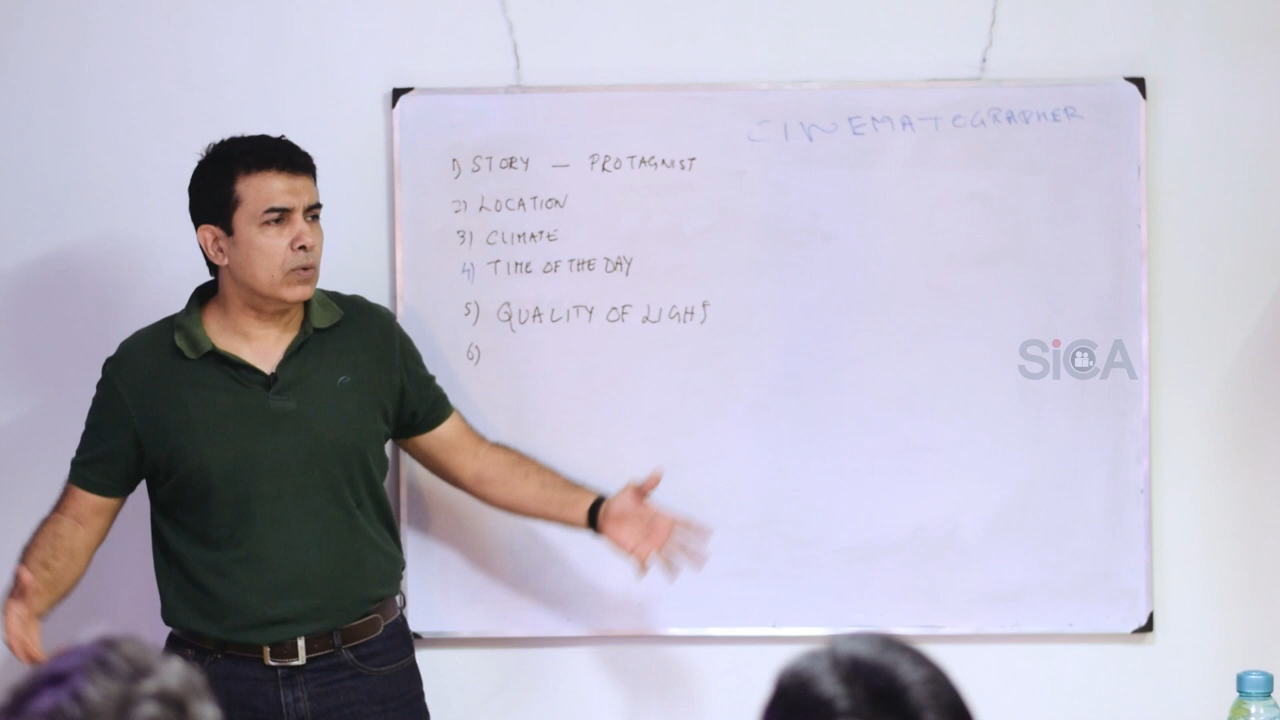 CINEMATOGRAPHER
1) STORY — PROTAGNIST
2) LOCATION
3) CLIMATE
4) TIME OF THE DAY
5) QUALITY OF LIGHT
6)
SiCA